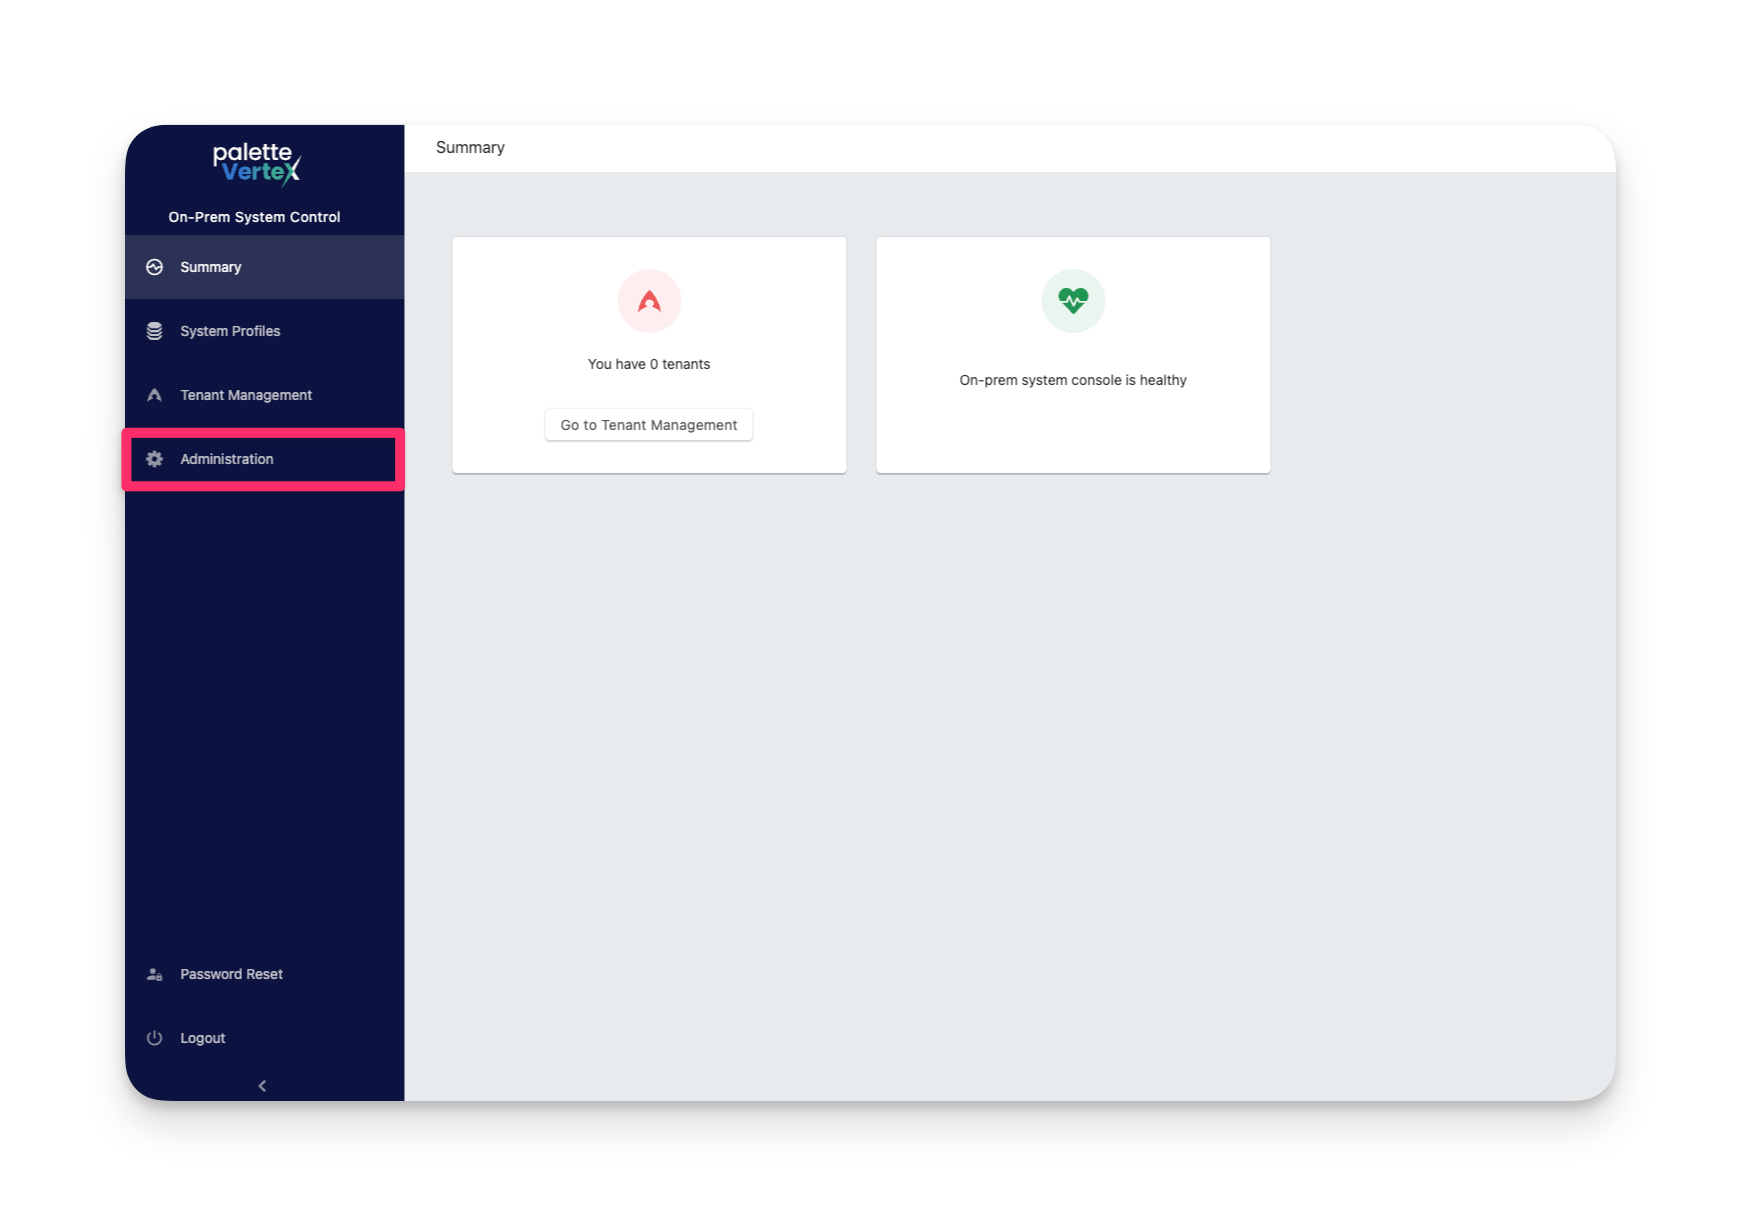 palette
VerteX
On-Prem System Control
Summary
System Profiles
Tenant Management
Administration
Password Reset
Logout
Summary
You have 0 tenants
Go to Tenant Management
On-prem system console is healthy